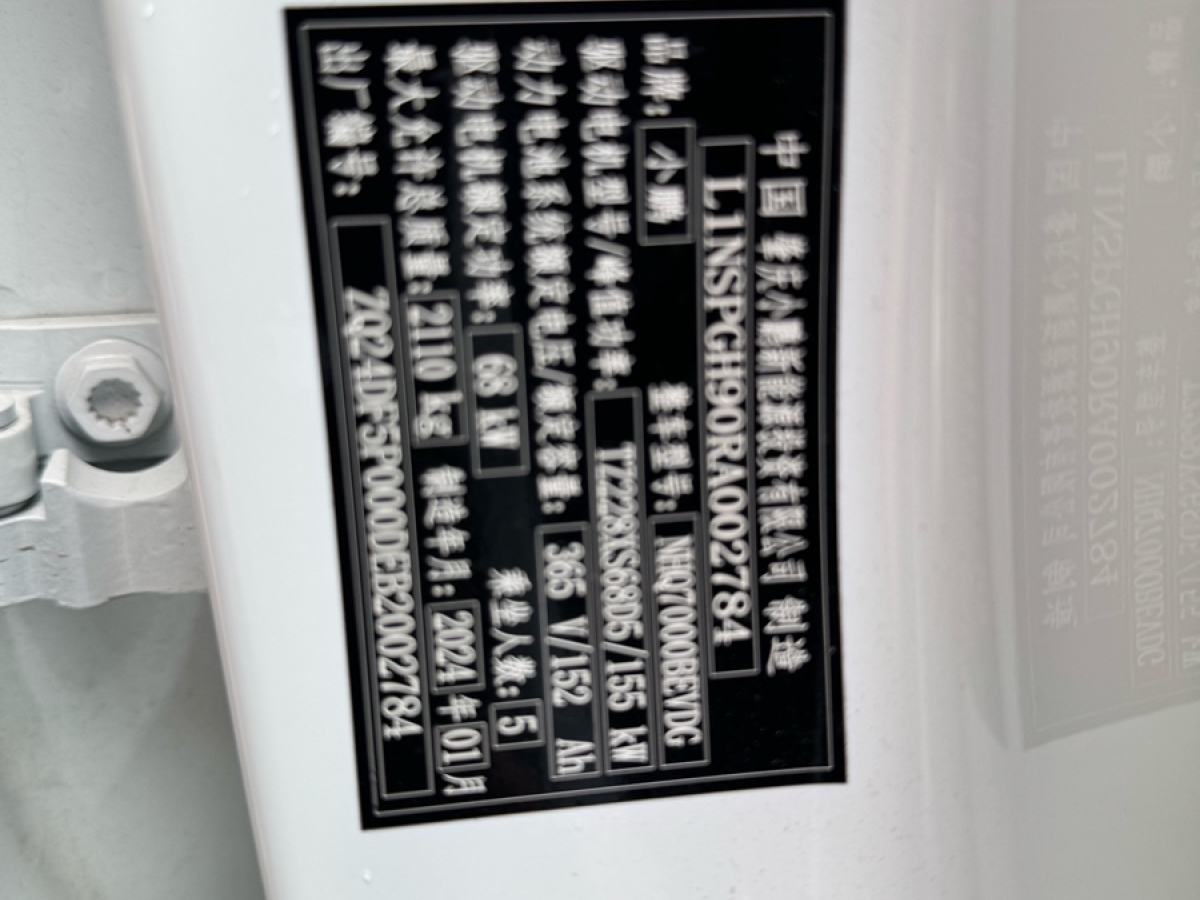 中国 肇庆小鹏新能源投资有限公司 制造
L1NSPGH90RA002784
品牌: 小鹏 整车型号: NHQ7000BEVDG
驱动电机型号/峰值功率: TZ228XS68D5/155 kW
动力电池系统额定电压/额定容量: 365 V/152 Ah
驱动电机额定功率: 68 kW 乘坐人数: 5
最大允许总质量: 2110 kg 制造年月: 2024年01月
出厂编号: ZQ24DF5P000DEB2002784